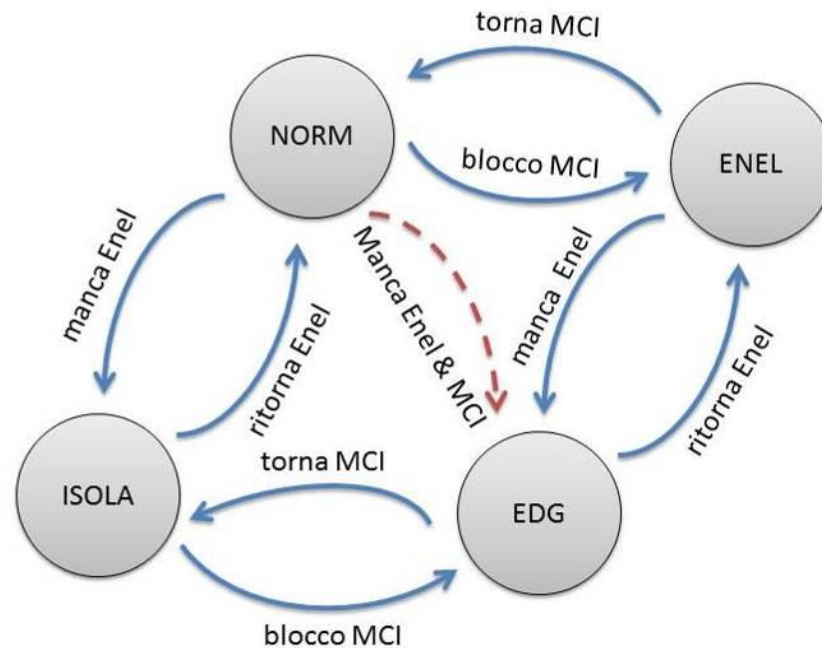 torna MCI
NORM
ENEL
blocco MCI
manca Enel
Manca Enel & MCI
manca Enel
ritorna Enel
ritorna Enel
torna MCI
ISOLA
EDG
blocco MCI